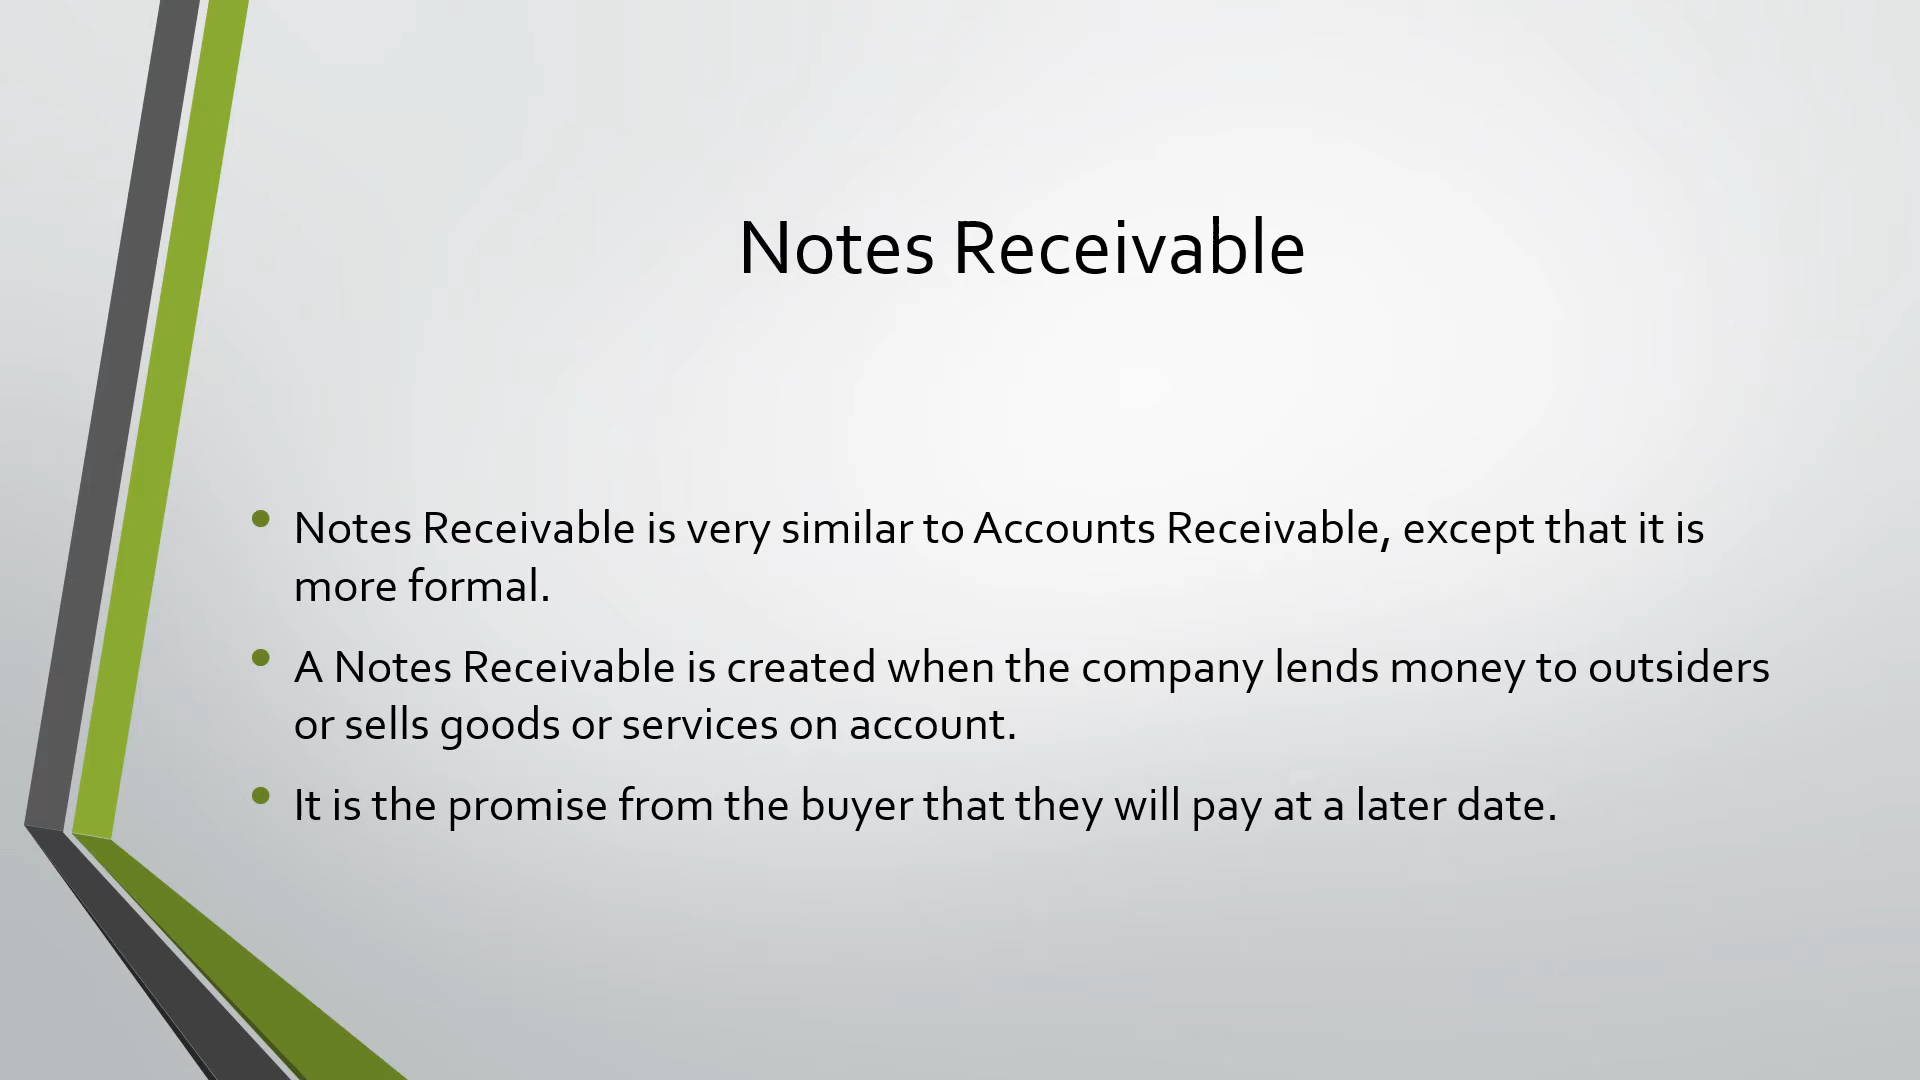 Notes Receivable
• Notes Receivable is very similar to Accounts Receivable, except that it is
more formal.
• A Notes Receivable is created when the company lends money to outsiders
or sells goods or services on account.
• It is the promise from the buyer that they will pay at a later date.